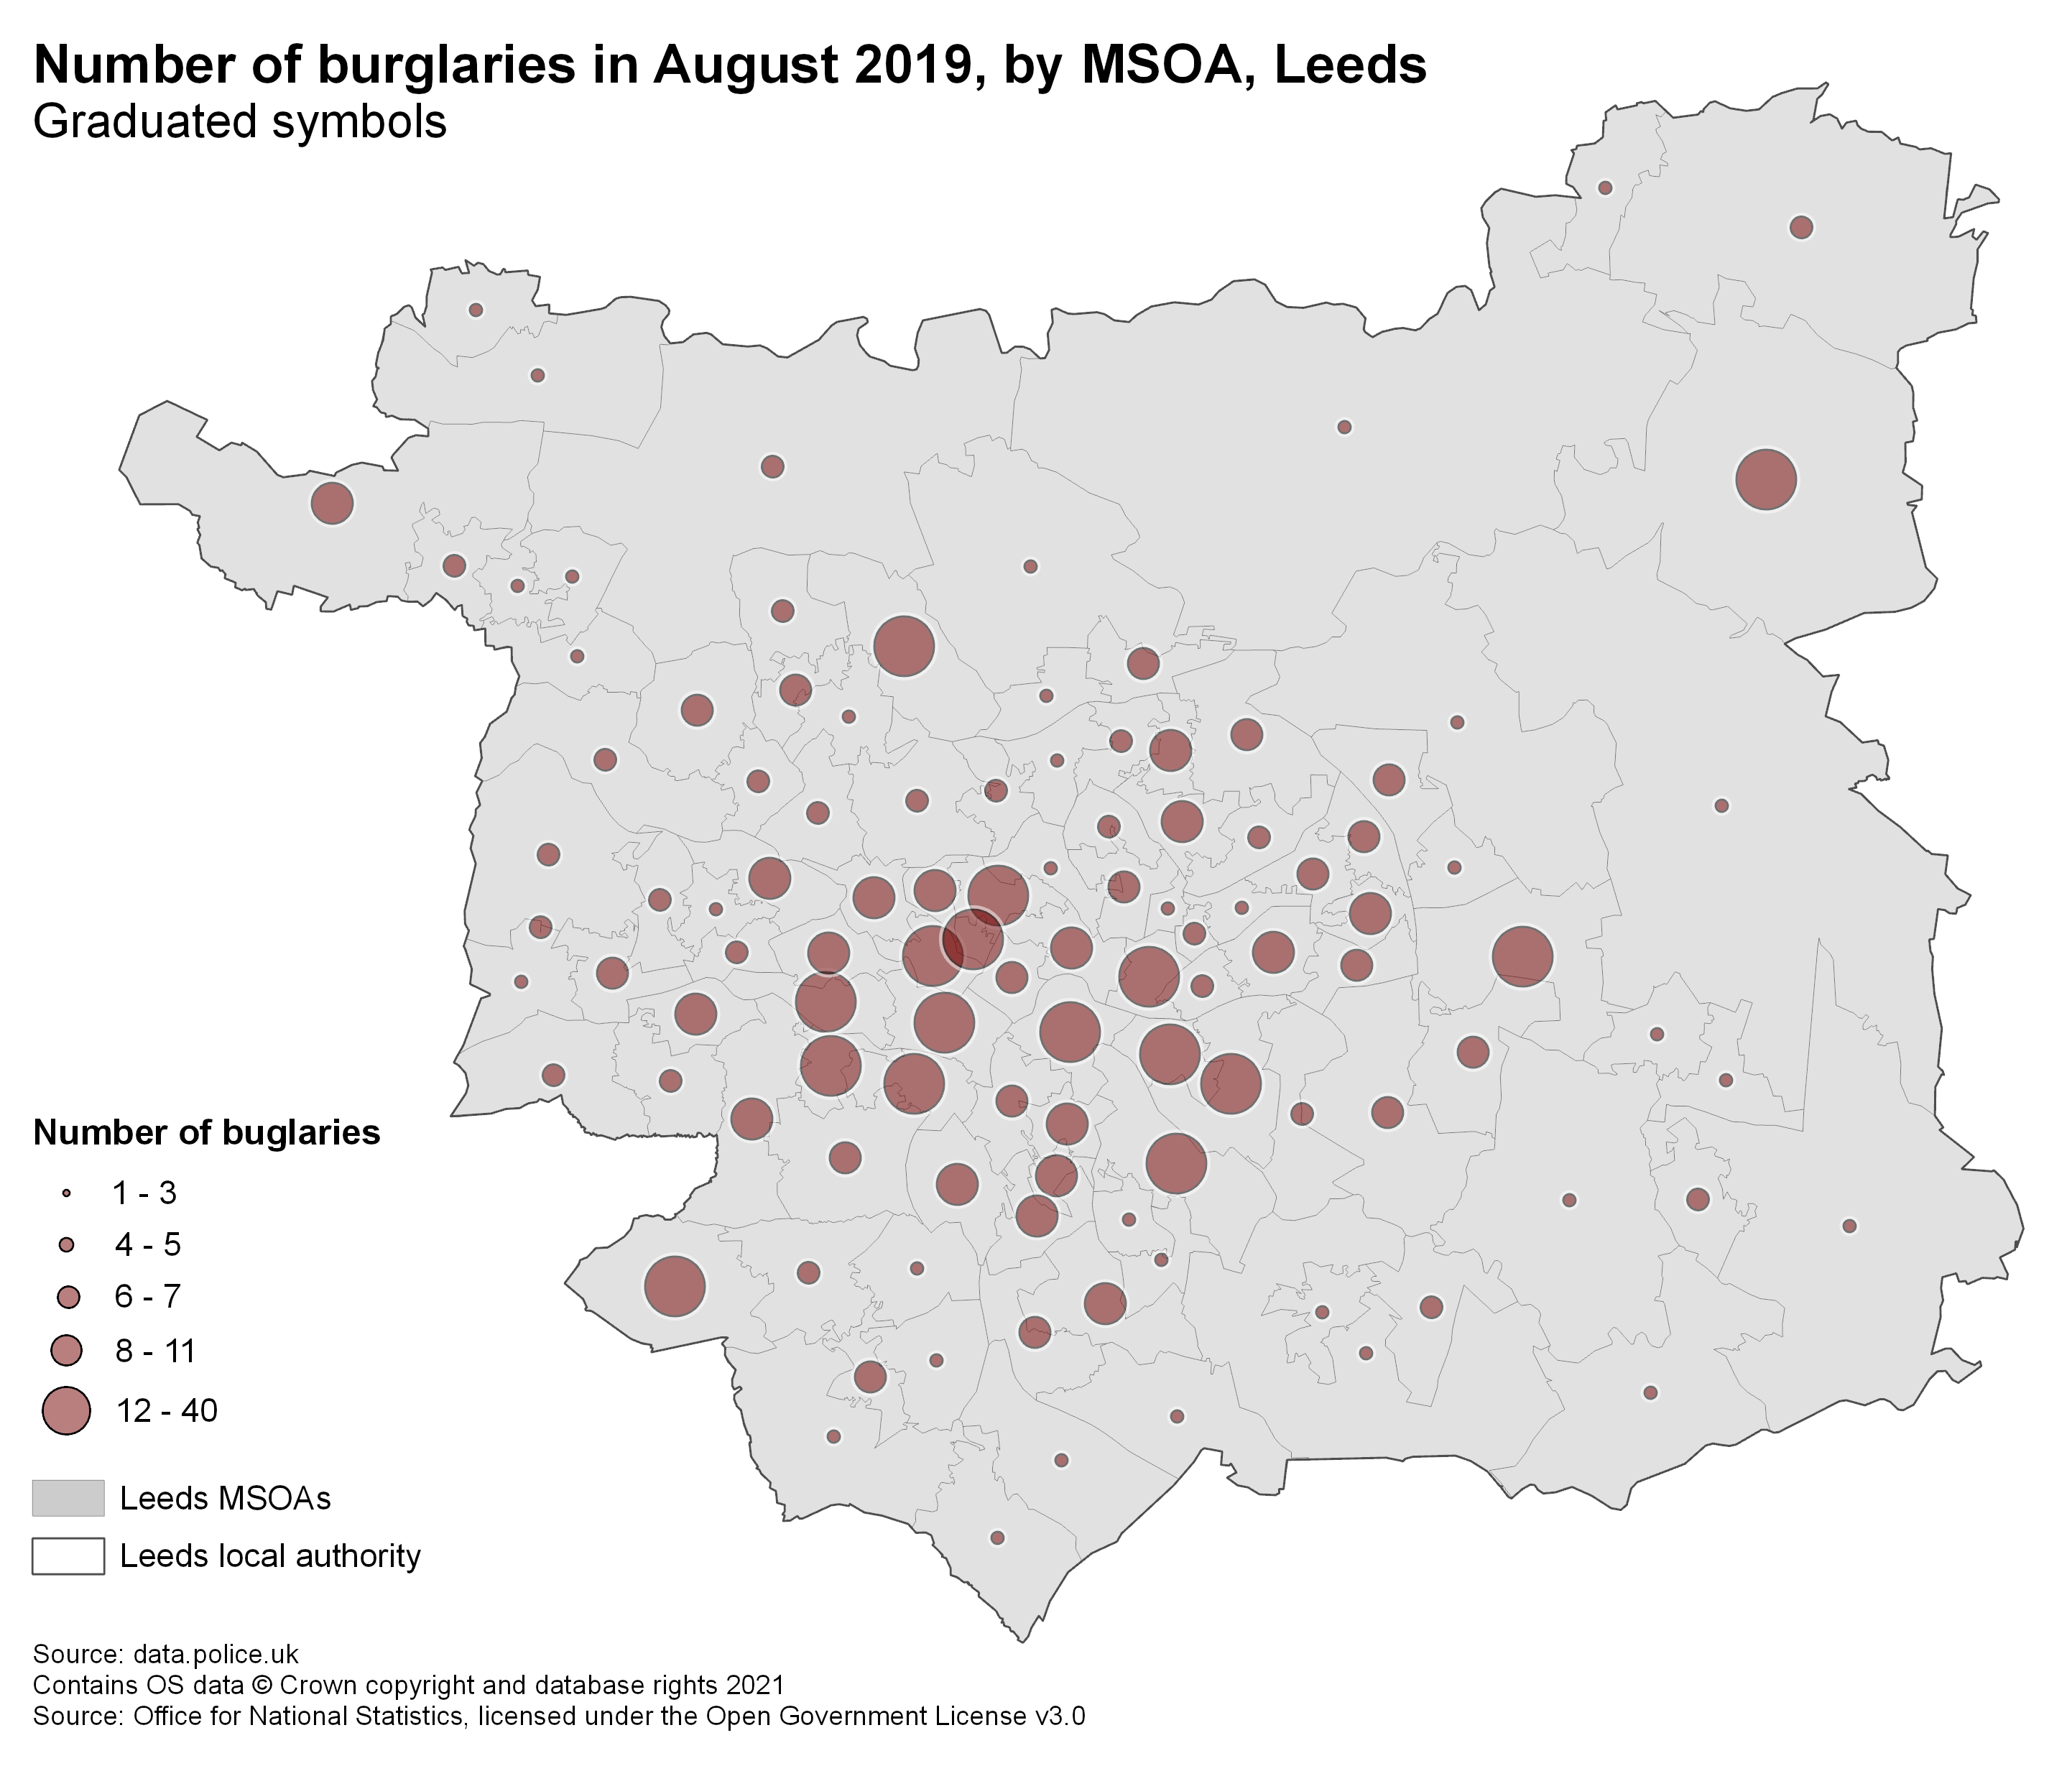 Number of burglaries in August 2019, by MSOA, Leeds
Graduated symbols
Number of buglaries
1 - 3
4 - 5
6 - 7
8 - 11
12 - 40
Leeds MSOAs
Leeds local authority
Source: data.police.uk
Contains OS data © Crown copyright and database rights 2021
Source: Office for National Statistics, licensed under the Open Government License v3.0